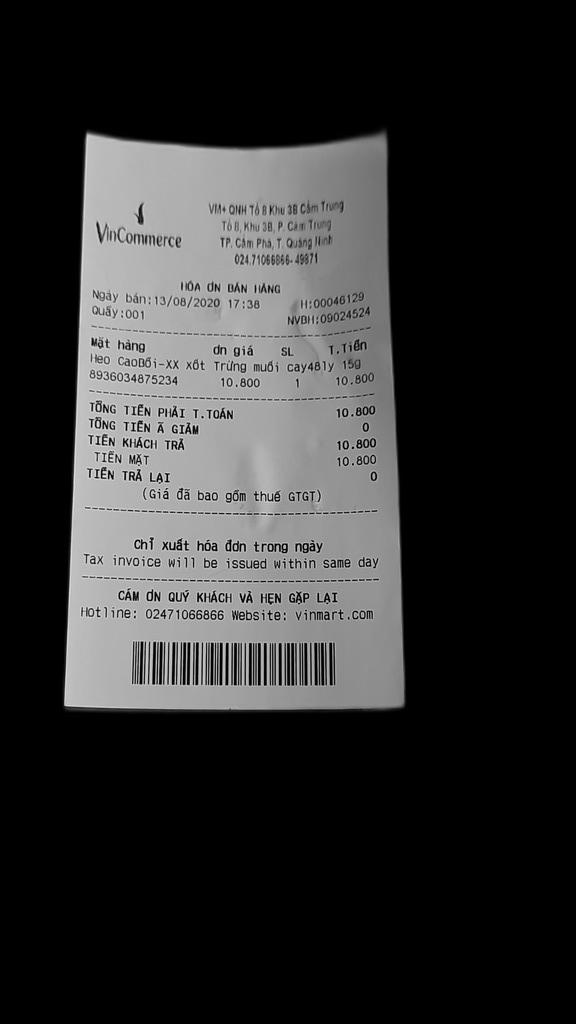 VinCommerce
VM+ QNH Tổ 8 Khu 3B Cẩm Trung
Tổ 8, Khu 3B, P. Cẩm Trung
TP. Cẩm Phả, T. Quảng Ninh
024.71066866-49871
HÓA ƠN BÁN HÀNG
Ngày bán:13/08/2020 17:38 H:00046129
Quầy:001 NVBH:09024524
Mặt hàng ơn giá SL T.Tiền
Heo CaoBồi-XX xốt Trứng muối cay48ly 15g
8936034875234 10.800 1 10.800
TỔNG TIỀN PHẢI T.TOÁN 10.800
TỔNG TIỀN Ã GIẢM 0
TIỀN KHÁCH TRẢ 10.800
TIỀN MẶT 10.800
TIỀN TRẢ LẠI 0
(Giá đã bao gồm thuế GTGT)
Chỉ xuất hóa đơn trong ngày
Tax invoice will be issued within same day
CÁM ƠN QUÝ KHÁCH VÀ HẸN GẶP LẠI
Hotline: 02471066866 Website: vinmart.com